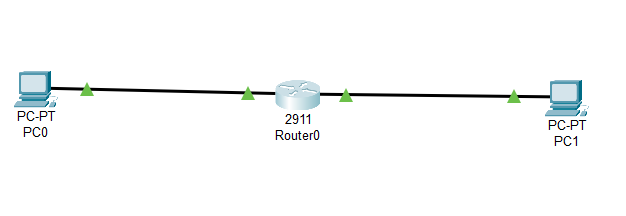 PC-PT
PC0
2911
Router0
PC-PT
PC1